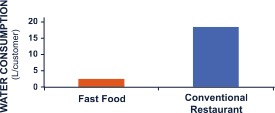 WATER CONSUMPTION
(L/customer)
20
15
10
5
0
Fast Food
Conventional
Restaurant